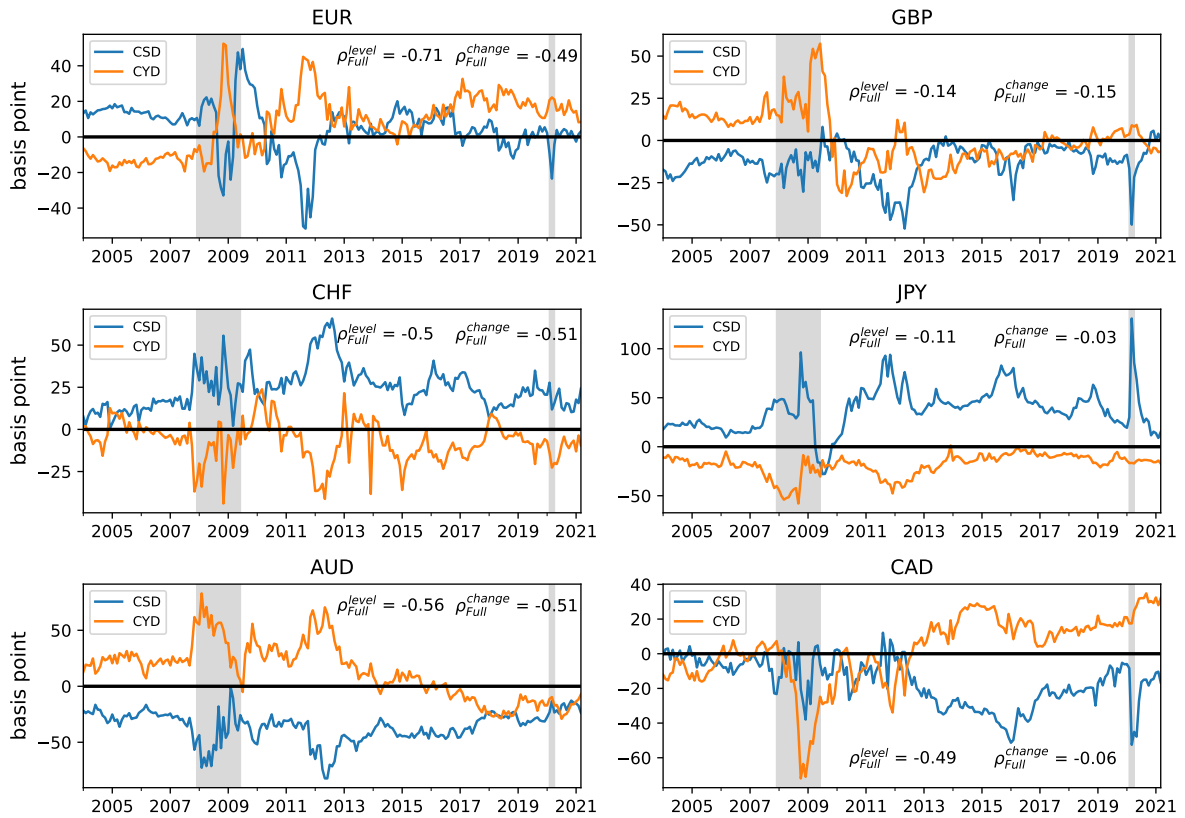 EUR
CSD
CYD
ρ_Full^level = -0.71 ρ_Full^change = -0.49
basis point
40
20
0
−20
−40
2005 2007 2009 2011 2013 2015 2017 2019 2021
GBP
CSD
CYD
ρ_Full^level = -0.14 ρ_Full^change = -0.15
50
25
0
−25
−50
2005 2007 2009 2011 2013 2015 2017 2019 2021
CHF
CSD
CYD
ρ_Full^level = -0.5 ρ_Full^change = -0.51
basis point
50
25
0
−25
2005 2007 2009 2011 2013 2015 2017 2019 2021
JPY
CSD
CYD
ρ_Full^level = -0.11 ρ_Full^change = -0.03
100
50
0
−50
2005 2007 2009 2011 2013 2015 2017 2019 2021
AUD
CSD
CYD
ρ_Full^level = -0.56 ρ_Full^change = -0.51
basis point
50
0
−50
2005 2007 2009 2011 2013 2015 2017 2019 2021
CAD
CSD
CYD
40
20
0
−20
−40
−60
ρ_Full^level = -0.49 ρ_Full^change = -0.06
2005 2007 2009 2011 2013 2015 2017 2019 2021